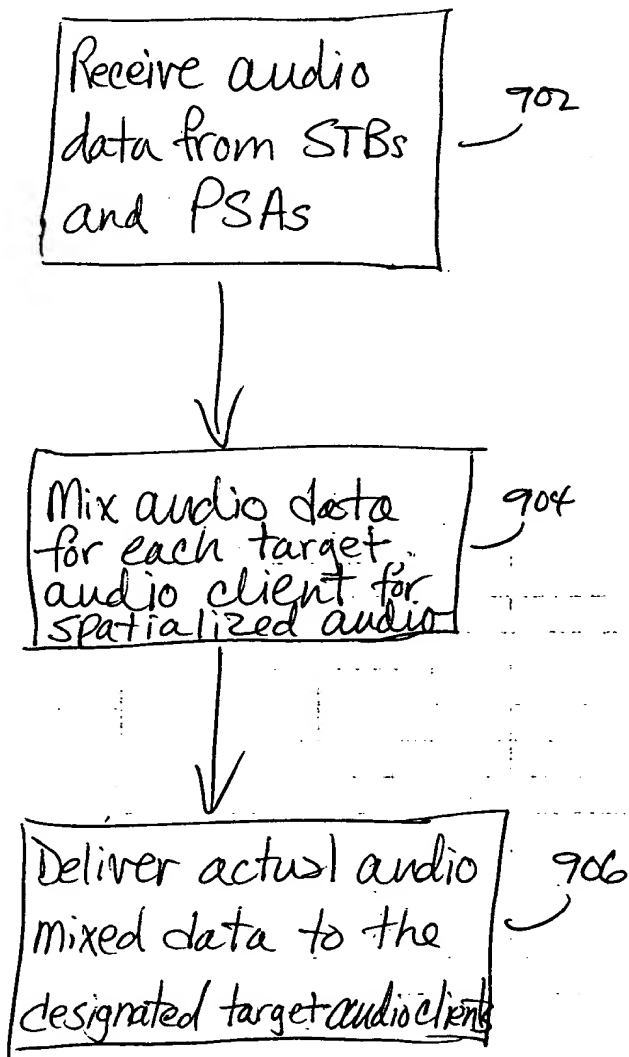 Receive audio
data from STBs
and PSAs
902
Mix audio data
for each target
audio client for
spatialized audio
904
Deliver actual audio
mixed data to the
designated target audio clients
906